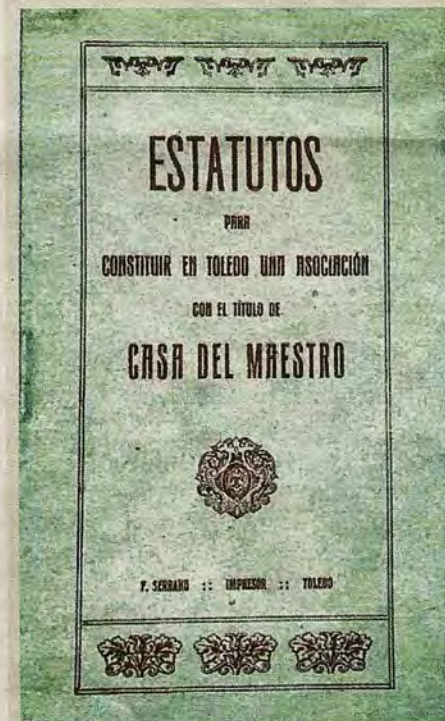 ESTATUTOS
PARA
CONSTITUIR EN TOLEDO UNA ASOCIACIÓN
CON EL TÍTULO DE
CASA DEL MAESTRO
F. SERRANO :: IMPRESOR :: TOLEDO